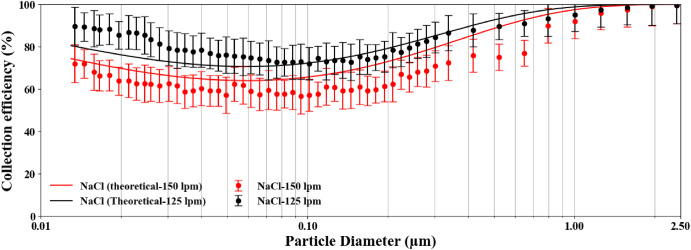 Collection efficiency (%)
100
80
60
40
20
0
NaCl (theoretical-150 lpm)
NaCl (Theoretical-125 lpm)
NaCl-150 lpm
NaCl-125 lpm
0.01
0.10
1.00
2.50
Particle Diameter (µm)